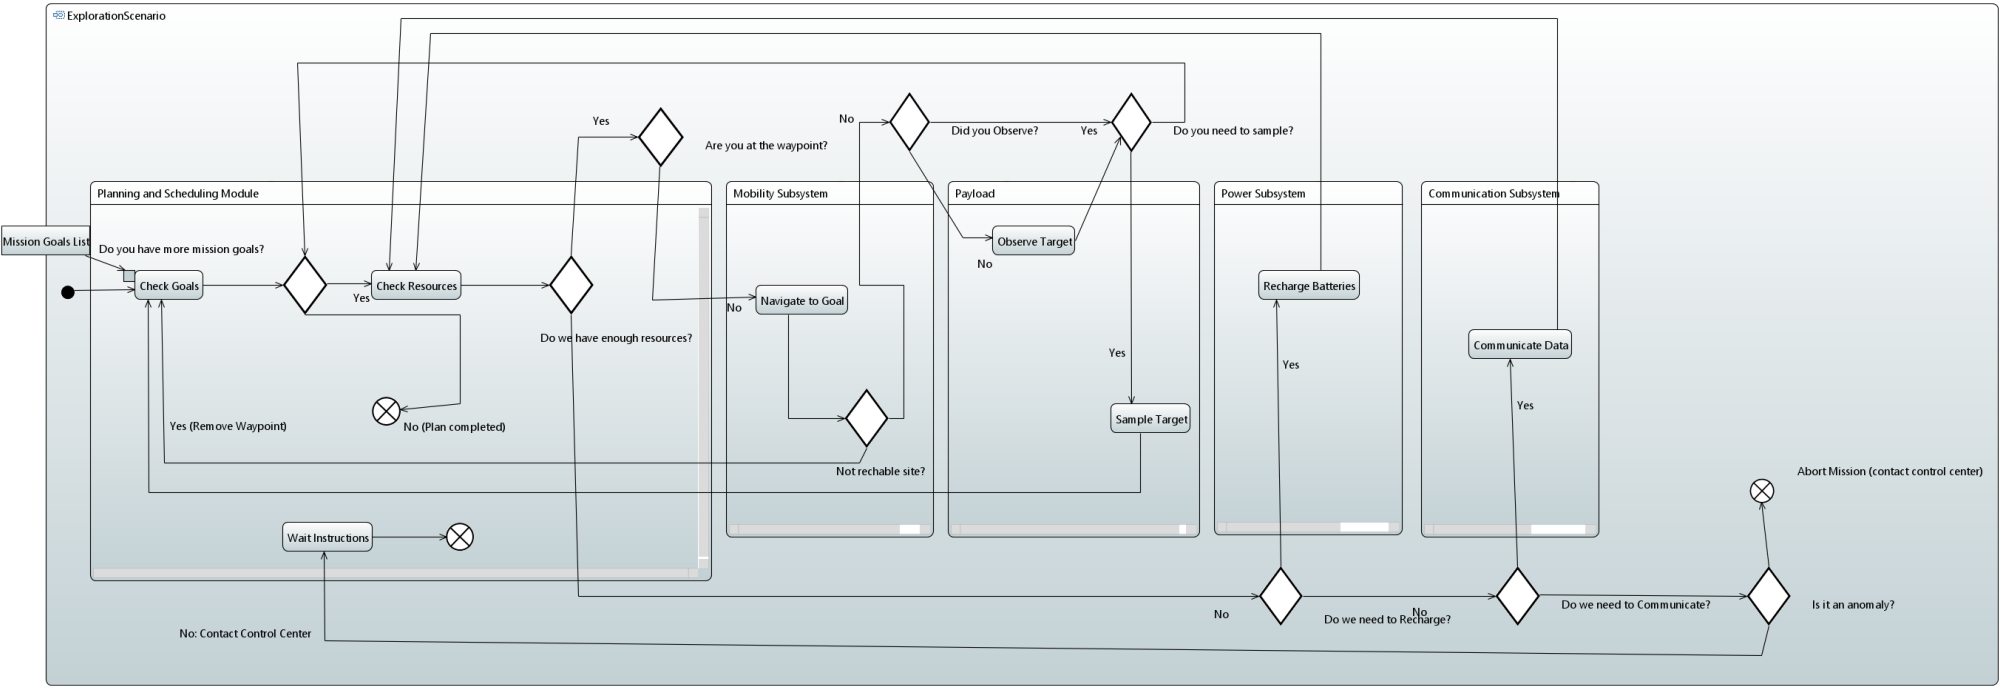 ExplorationScenario
Yes
Are you at the waypoint?
No
Did you Observe?
Yes
Do you need to sample?
Planning and Scheduling Module
Mobility Subsystem
Payload
Power Subsystem
Communication Subsystem
Mission Goals List
Do you have more mission goals?
Observe Target
No
Check Goals
Yes
Check Resources
Recharge Batteries
Navigate to Goal
No
Do we have enough resources?
Communicate Data
Yes
Yes
Yes
Sample Target
Yes (Remove Waypoint)
No (Plan completed)
Not rechable site?
Abort Mission (contact control center)
Wait Instructions
No
Do we need to Recharge?
No
Do we need to Communicate?
Is it an anomaly?
No: Contact Control Center